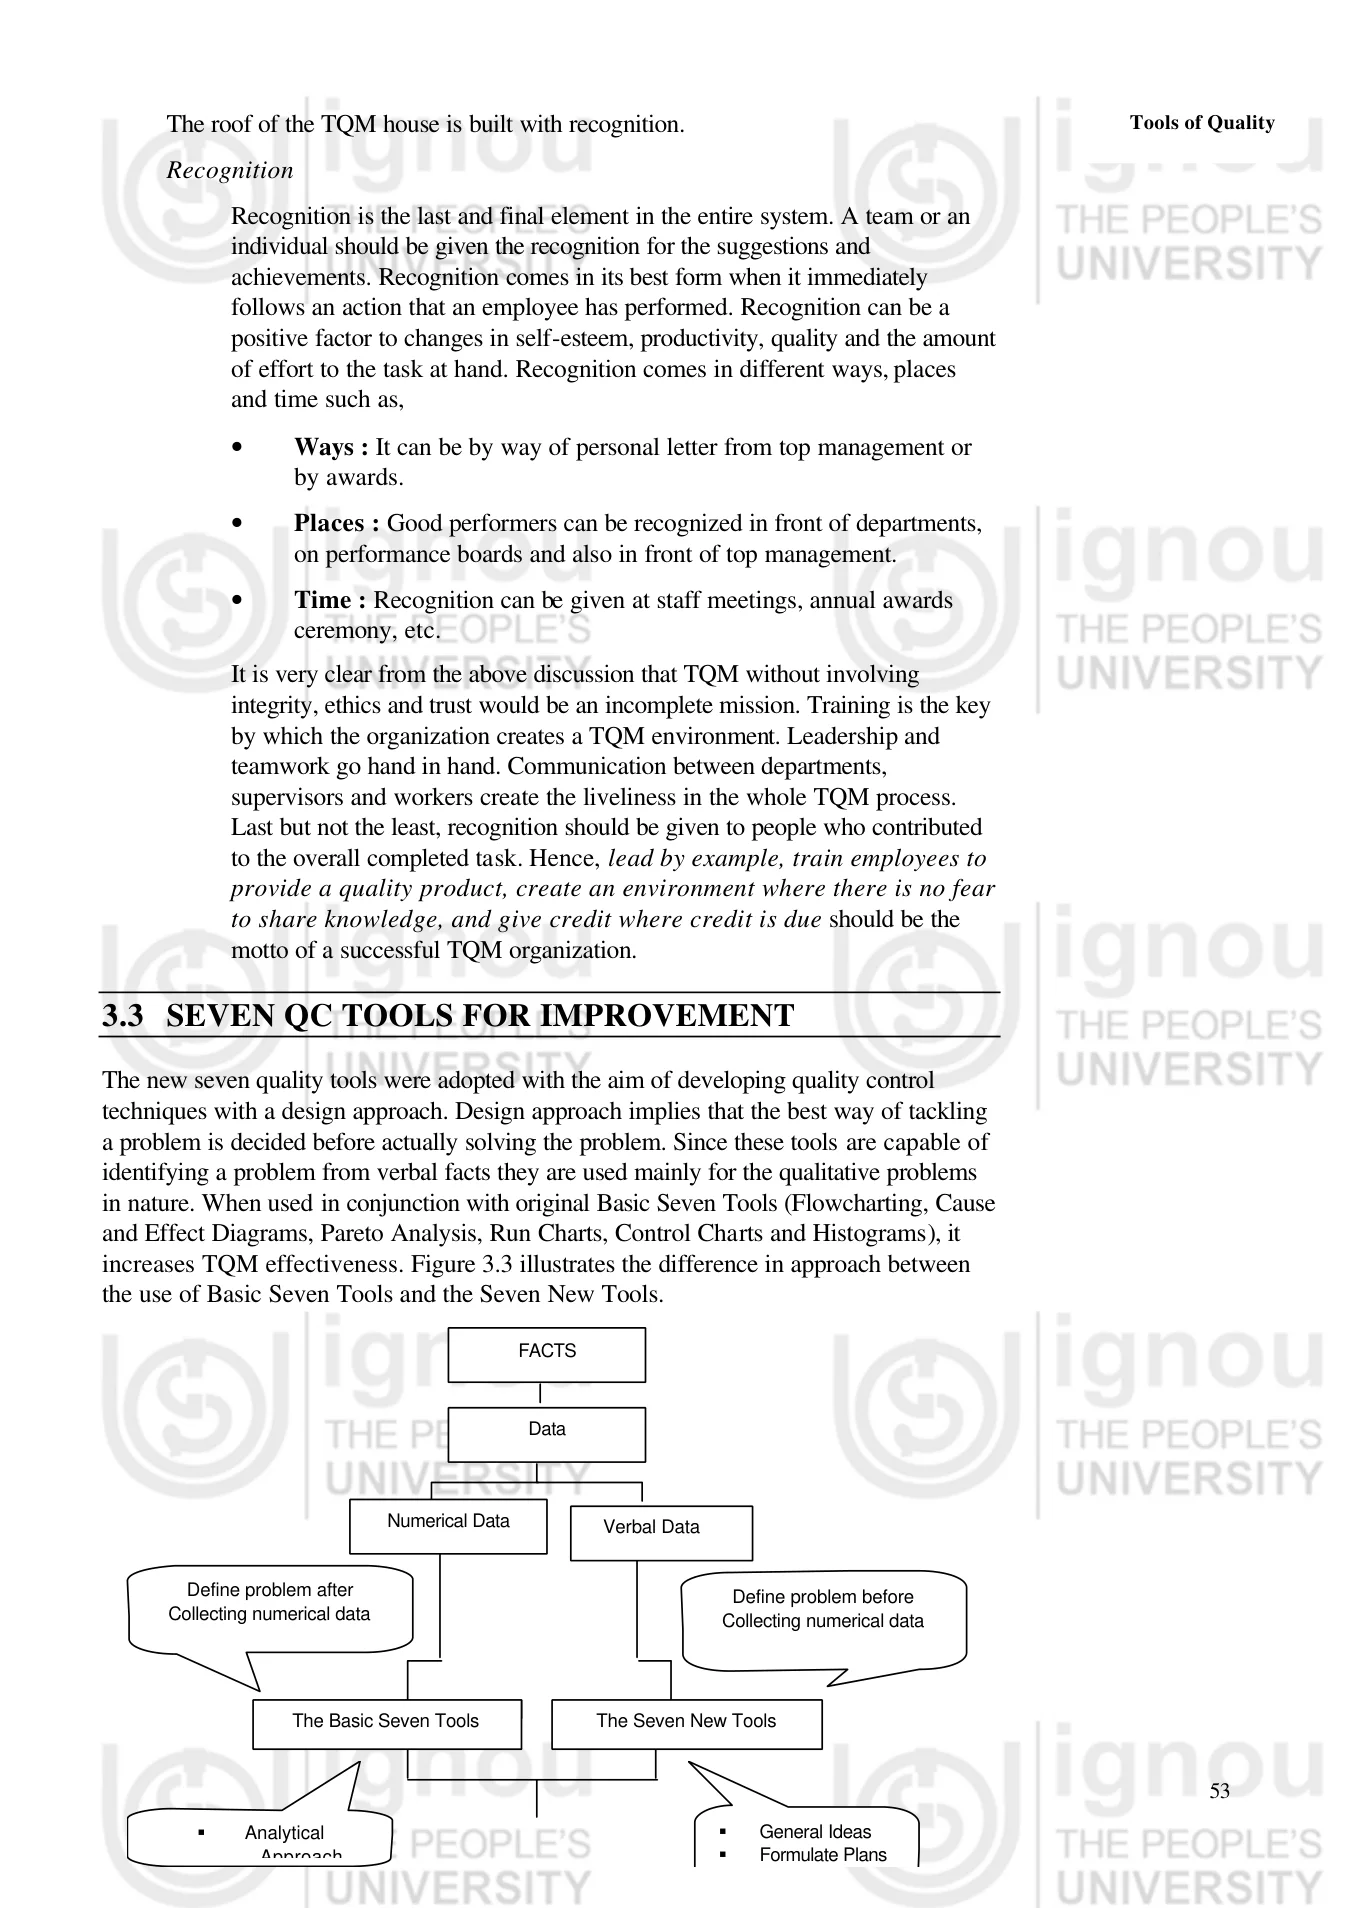 The roof of the TQM house is built with recognition.
Tools of Quality
Recognition
Recognition is the last and final element in the entire system. A team or an
individual should be given the recognition for the suggestions and
achievements. Recognition comes in its best form when it immediately
follows an action that an employee has performed. Recognition can be a
positive factor to changes in self-esteem, productivity, quality and the amount
of effort to the task at hand. Recognition comes in different ways, places
and time such as,
• Ways : It can be by way of personal letter from top management or
by awards.
• Places : Good performers can be recognized in front of departments,
on performance boards and also in front of top management.
• Time : Recognition can be given at staff meetings, annual awards
ceremony, etc.
It is very clear from the above discussion that TQM without involving
integrity, ethics and trust would be an incomplete mission. Training is the key
by which the organization creates a TQM environment. Leadership and
teamwork go hand in hand. Communication between departments,
supervisors and workers create the liveliness in the whole TQM process.
Last but not the least, recognition should be given to people who contributed
to the overall completed task. Hence, lead by example, train employees to
provide a quality product, create an environment where there is no fear
to share knowledge, and give credit where credit is due should be the
motto of a successful TQM organization.
3.3 SEVEN QC TOOLS FOR IMPROVEMENT
The new seven quality tools were adopted with the aim of developing quality control
techniques with a design approach. Design approach implies that the best way of tackling
a problem is decided before actually solving the problem. Since these tools are capable of
identifying a problem from verbal facts they are used mainly for the qualitative problems
in nature. When used in conjunction with original Basic Seven Tools (Flowcharting, Cause
and Effect Diagrams, Pareto Analysis, Run Charts, Control Charts and Histograms), it
increases TQM effectiveness. Figure 3.3 illustrates the difference in approach between
the use of Basic Seven Tools and the Seven New Tools.
FACTS
Data
Numerical Data
Verbal Data
Define problem after
Collecting numerical data
Define problem before
Collecting numerical data
The Basic Seven Tools
The Seven New Tools
▪ Analytical
Approach
▪ General Ideas
▪ Formulate Plans
53
ignou
THE PEOPLE'S
UNIVERSITY